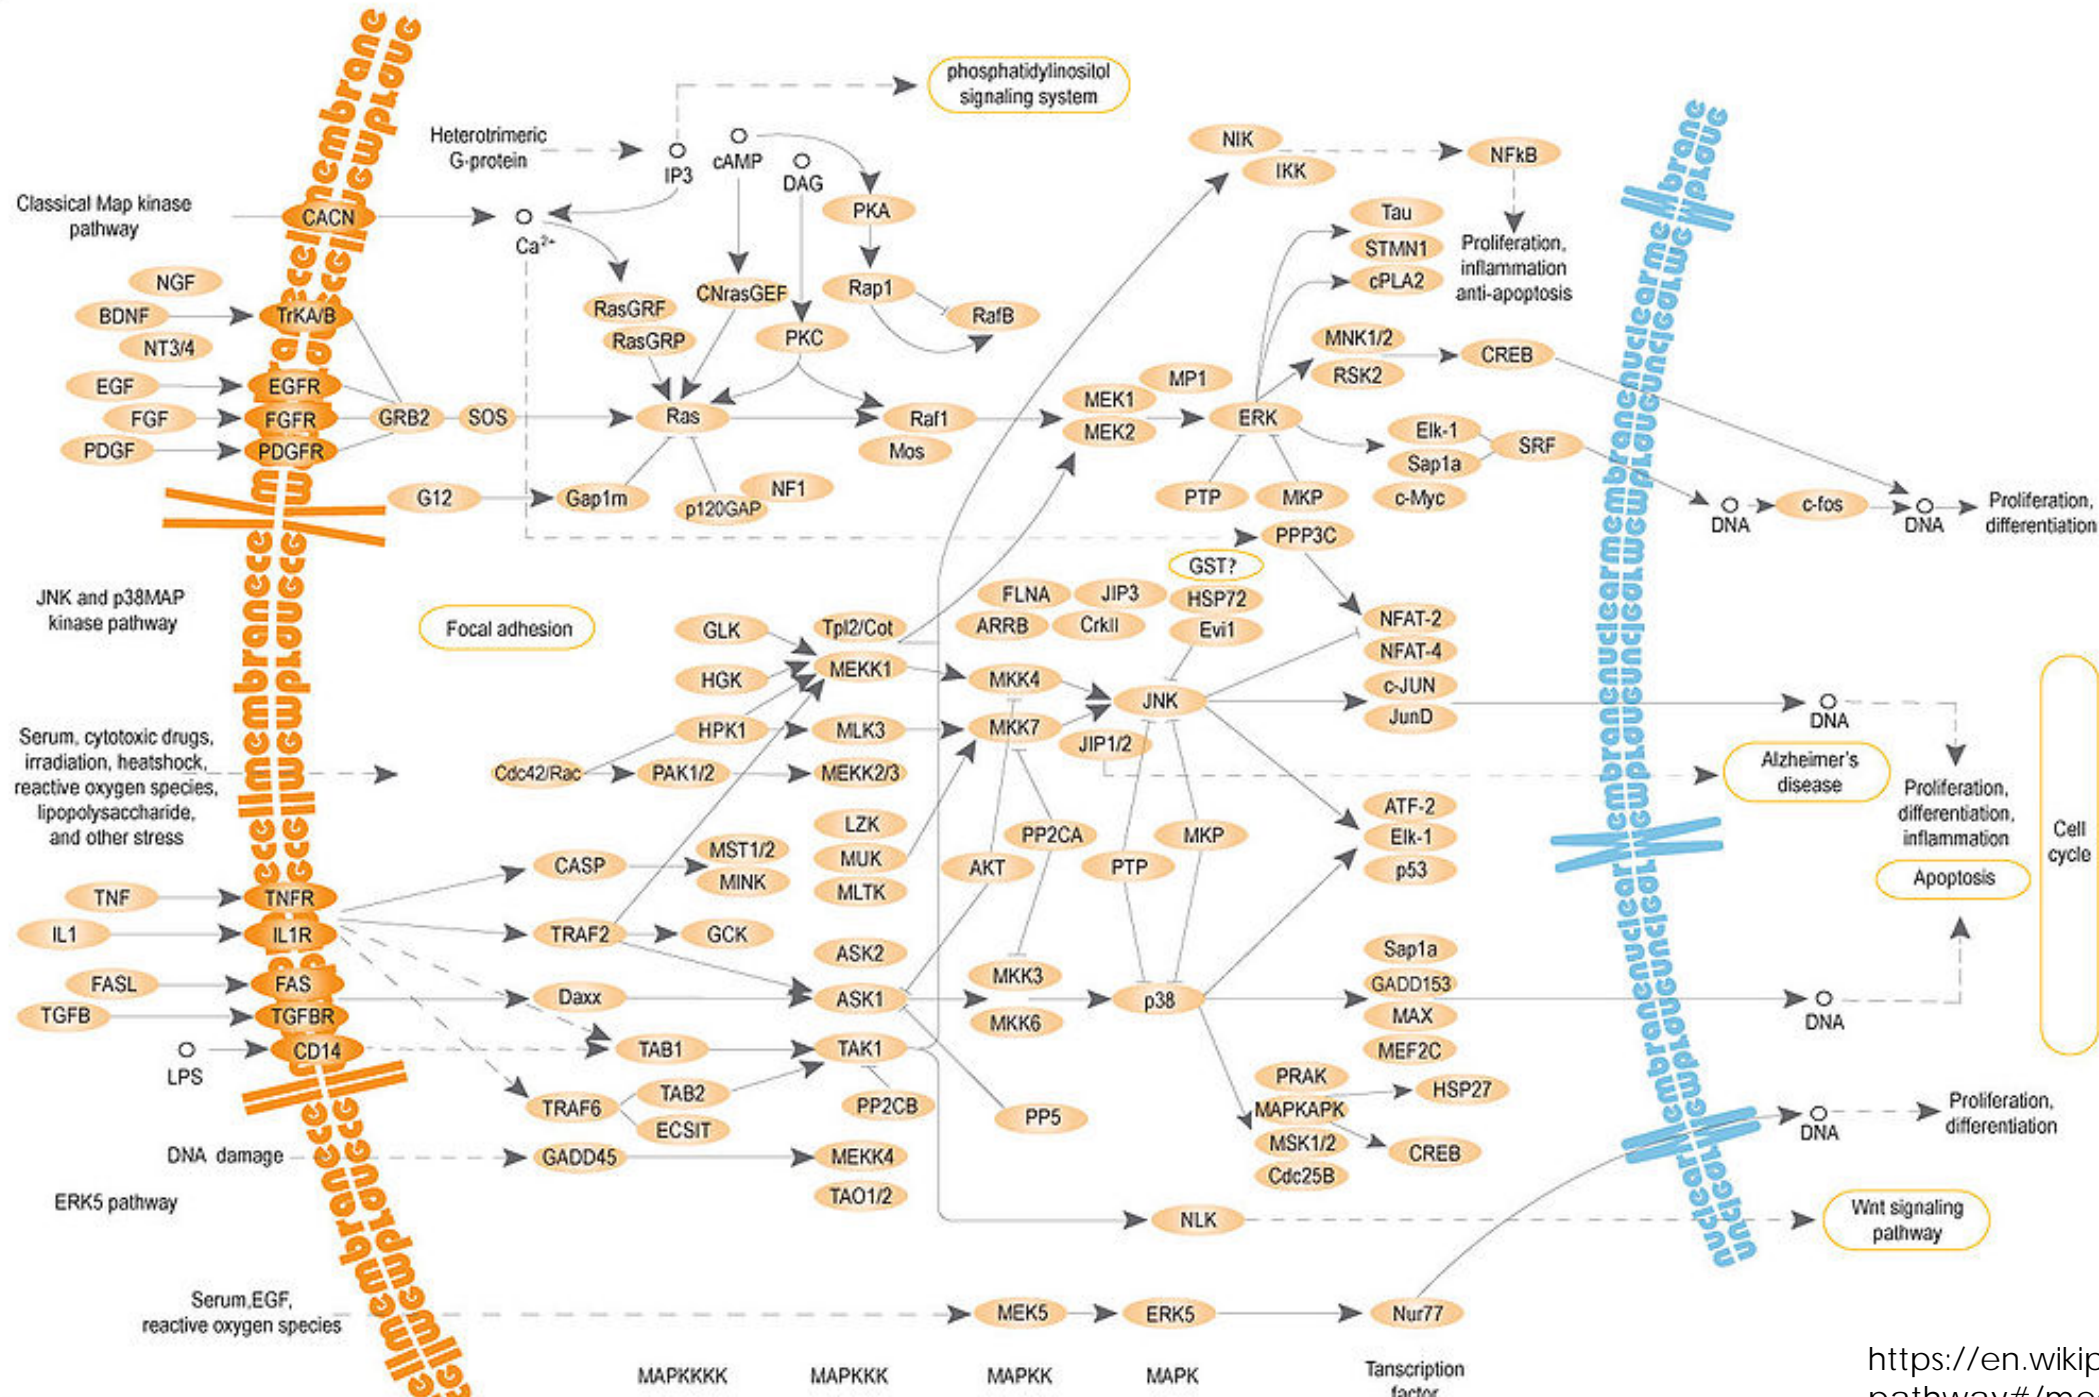 phosphatidylinositol
signaling system
Heterotrimeric
G-protein
IP3
cAMP
DAG
NIK
IKK
NFkB
Classical Map kinase
pathway
CACN
Ca²⁺
PKA
Tau
STMN1
cPLA2
Proliferation,
inflammation
anti-apoptosis
NGF
BDNF
NT3/4
TrKA/B
RasGRF
RasGRP
CNrasGEF
Rap1
RafB
PKC
MNK1/2
RSK2
CREB
EGF
EGFR
FGF
FGFR
PDGF
PDGFR
GRB2
SOS
Ras
Raf1
Mos
MEK1
MEK2
MP1
ERK
Elk-1
Sap1a
c-Myc
SRF
G12
Gap1m
p120GAP
NF1
PTP
MKP
DNA
c-fos
DNA
Proliferation,
differentiation
PPP3C
JNK and p38MAP
kinase pathway
Focal adhesion
GLK
HGK
HPK1
Tpl2/Cot
MEKK1
FLNA
ARRB
JIP3
CrkII
GST?
HSP72
Evi1
NFAT-2
NFAT-4
c-JUN
JunD
MKK4
MKK7
JNK
JIP1/2
MLK3
DNA
Serum, cytotoxic drugs,
irradiation, heatshock,
reactive oxygen species,
lipopolysaccharide,
and other stress
Cdc42/Rac
PAK1/2
MEKK2/3
Alzheimer's
disease
Proliferation,
differentiation,
inflammation
Cell
cycle
LZK
MUK
MLTK
PP2CA
AKT
PTP
MKP
ATF-2
Elk-1
p53
Apoptosis
CASP
MST1/2
MINK
TNF
TNFR
IL1
IL1R
TRAF2
GCK
ASK2
FASL
FAS
TGFB
TGFBR
Daxx
ASK1
MKK3
MKK6
p38
Sap1a
GADD153
MAX
MEF2C
DNA
LPS
CD14
TAB1
TAK1
TRAF6
TAB2
ECSIT
PP2CB
PP5
PRAK
MAPKAPK
MSK1/2
Cdc25B
HSP27
CREB
DNA
Proliferation,
differentiation
DNA damage
GADD45
MEKK4
TAO1/2
ERK5 pathway
NLK
Wnt signaling
pathway
Serum,EGF,
reactive oxygen species
MEK5
ERK5
Nur77
MAPKKKK
MAPKKK
MAPKK
MAPK
Tanscription
factor
https://en.wikip